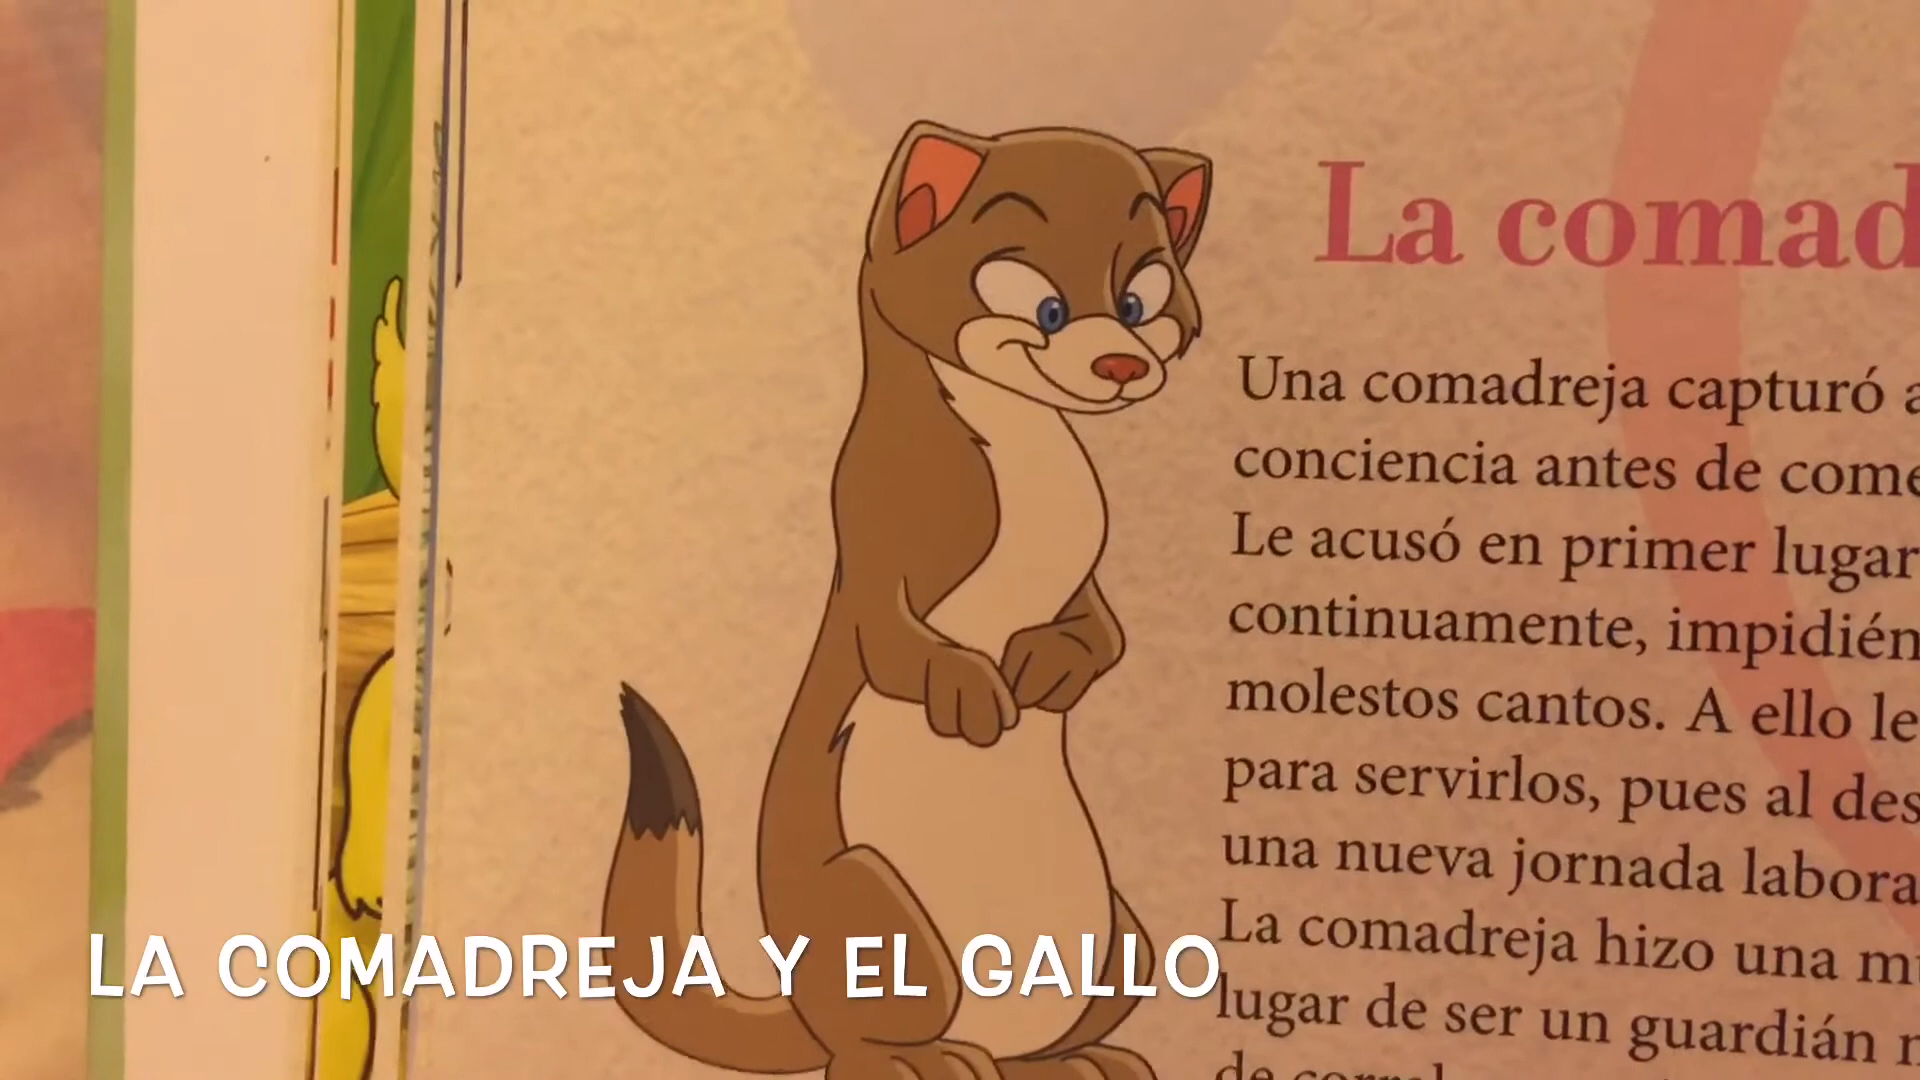 La comad
Una comadreja capturó a
conciencia antes de come
Le acusó en primer lugar
continuamente, impidién
molestos cantos. A ello le
para servirlos, pues al des
una nueva jornada labora
La comadreja hizo una m
lugar de ser un guardián
LA COMADREJA Y EL GALLO